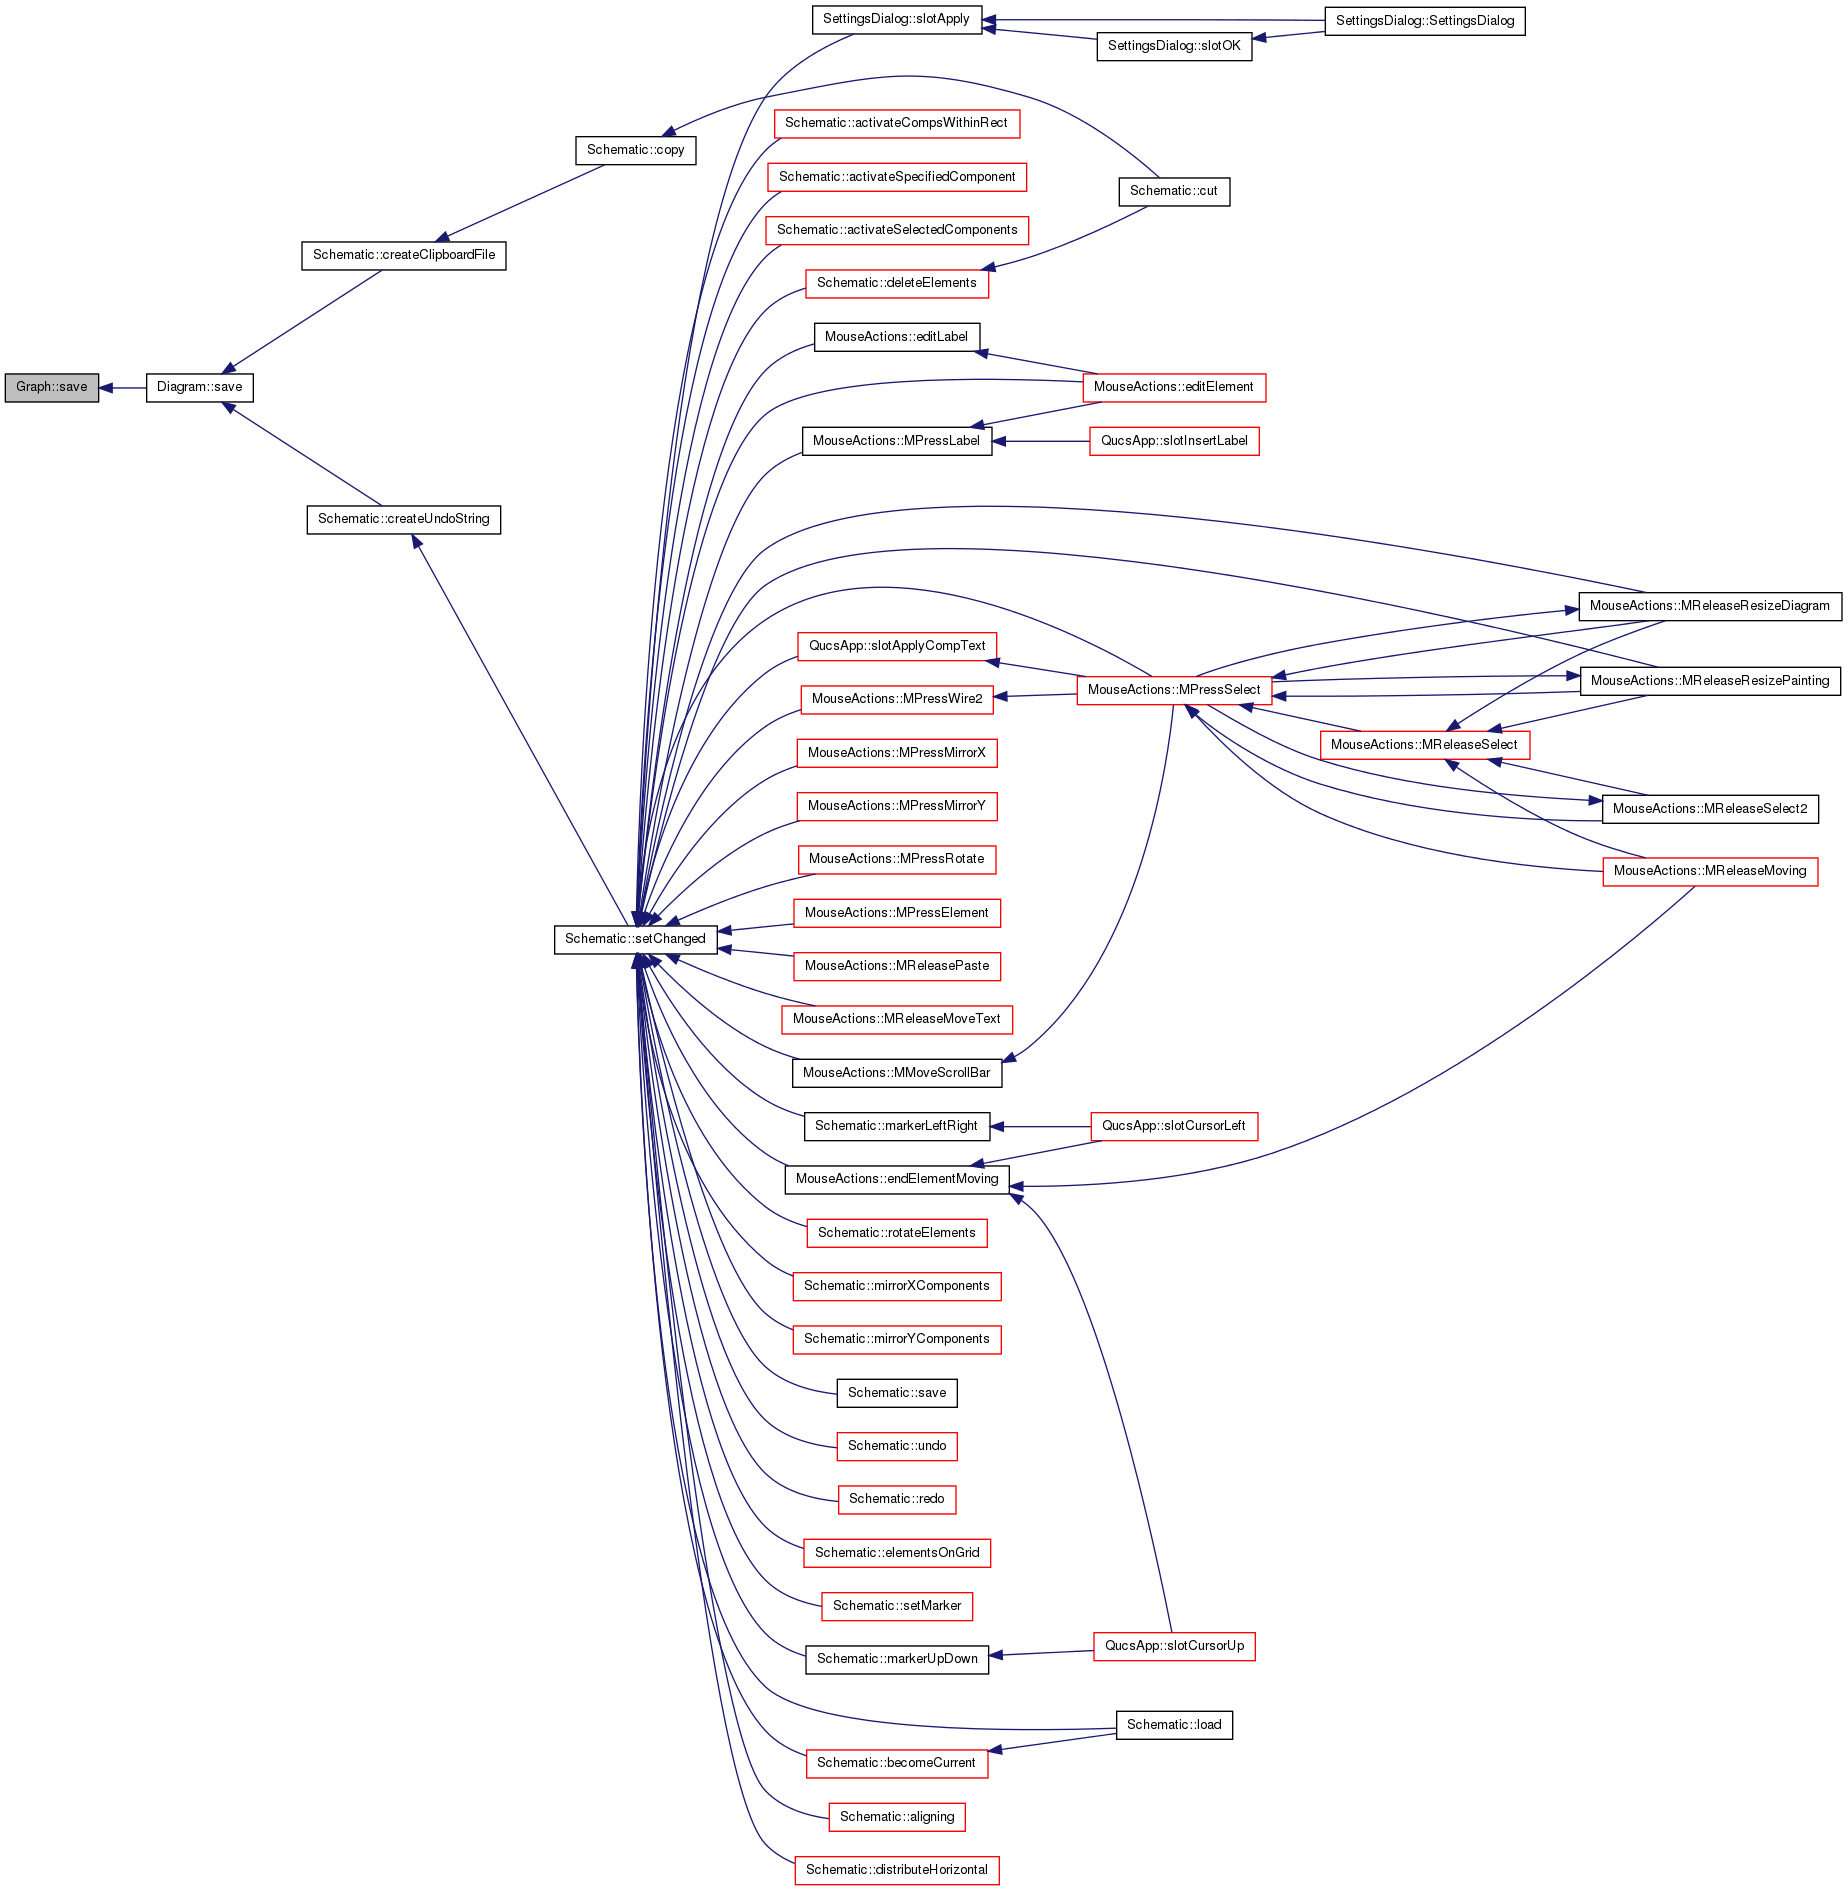 SettingsDialog::slotApply
SettingsDialog::SettingsDialog
SettingsDialog::slotOK
Schematic::activateCompsWithinRect
Schematic::copy
Schematic::activateSpecifiedComponent
Schematic::cut
Schematic::activateSelectedComponents
Schematic::createClipboardFile
Schematic::deleteElements
MouseActions::editLabel
Graph::save
Diagram::save
MouseActions::editElement
MouseActions::MPressLabel
QucsApp::slotInsertLabel
Schematic::createUndoString
MouseActions::MReleaseResizeDiagram
QucsApp::slotApplyCompText
MouseActions::MReleaseResizePainting
MouseActions::MPressSelect
MouseActions::MPressWire2
MouseActions::MReleaseSelect
MouseActions::MPressMirrorX
MouseActions::MPressMirrorY
MouseActions::MReleaseSelect2
MouseActions::MPressRotate
MouseActions::MReleaseMoving
MouseActions::MPressElement
Schematic::setChanged
MouseActions::MReleasePaste
MouseActions::MReleaseMoveText
MouseActions::MMoveScrollBar
Schematic::markerLeftRight
QucsApp::slotCursorLeft
MouseActions::endElementMoving
Schematic::rotateElements
Schematic::mirrorXComponents
Schematic::mirrorYComponents
Schematic::save
Schematic::undo
Schematic::redo
Schematic::elementsOnGrid
Schematic::setMarker
QucsApp::slotCursorUp
Schematic::markerUpDown
Schematic::load
Schematic::becomeCurrent
Schematic::aligning
Schematic::distributeHorizontal